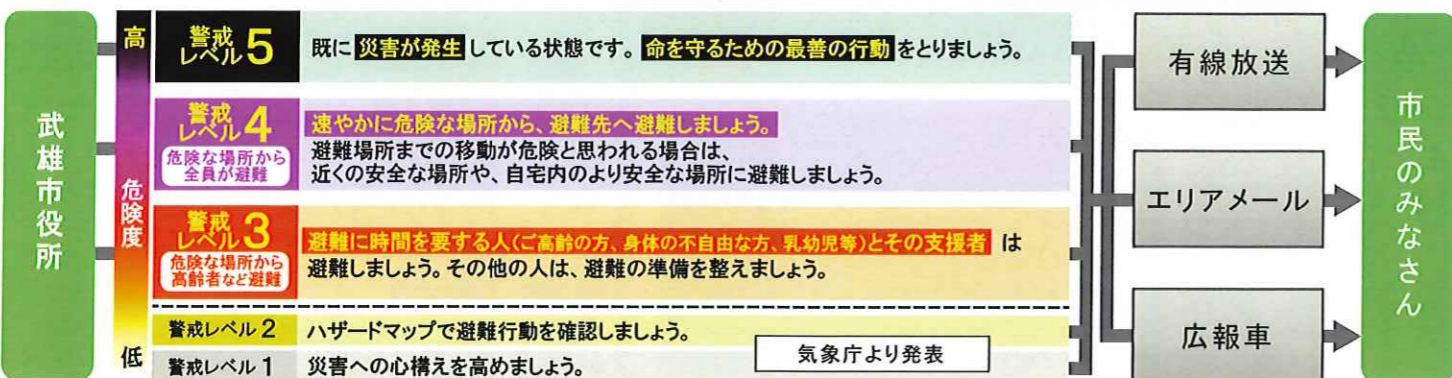 武雄市役所
高
危険度
低
警戒レベル5
既に災害が発生している状態です。命を守るための最善の行動をとりましょう。
警戒レベル4
危険な場所から
全員が避難
速やかに危険な場所から、避難先へ避難しましょう。
避難場所までの移動が危険と思われる場合は、
近くの安全な場所や、自宅内のより安全な場所に避難しましょう。
警戒レベル3
危険な場所から
高齢者など避難
避難に時間を要する人(ご高齢の方、身体の不自由な方、乳幼児等)とその支援者 は
避難しましょう。その他の人は、避難の準備を整えましょう。
警戒レベル2
ハザードマップで避難行動を確認しましょう。
警戒レベル1
災害への心構えを高めましょう。
気象庁より発表
有線放送
エリアメール
広報車
市民のみなさん